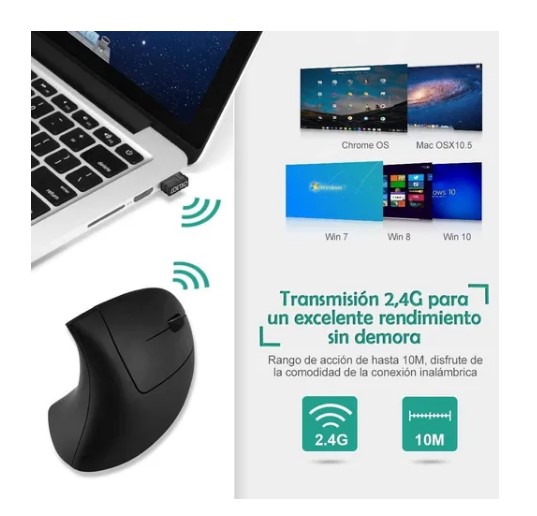 Chrome OS
Mac OSX10.5
Win 7
Win 8
Win 10
Transmisión 2,4G para
un excelente rendimiento
sin demora
Rango de acción de hasta 10M, disfrute de
la comodidad de la conexión inalámbrica
2.4G
10M